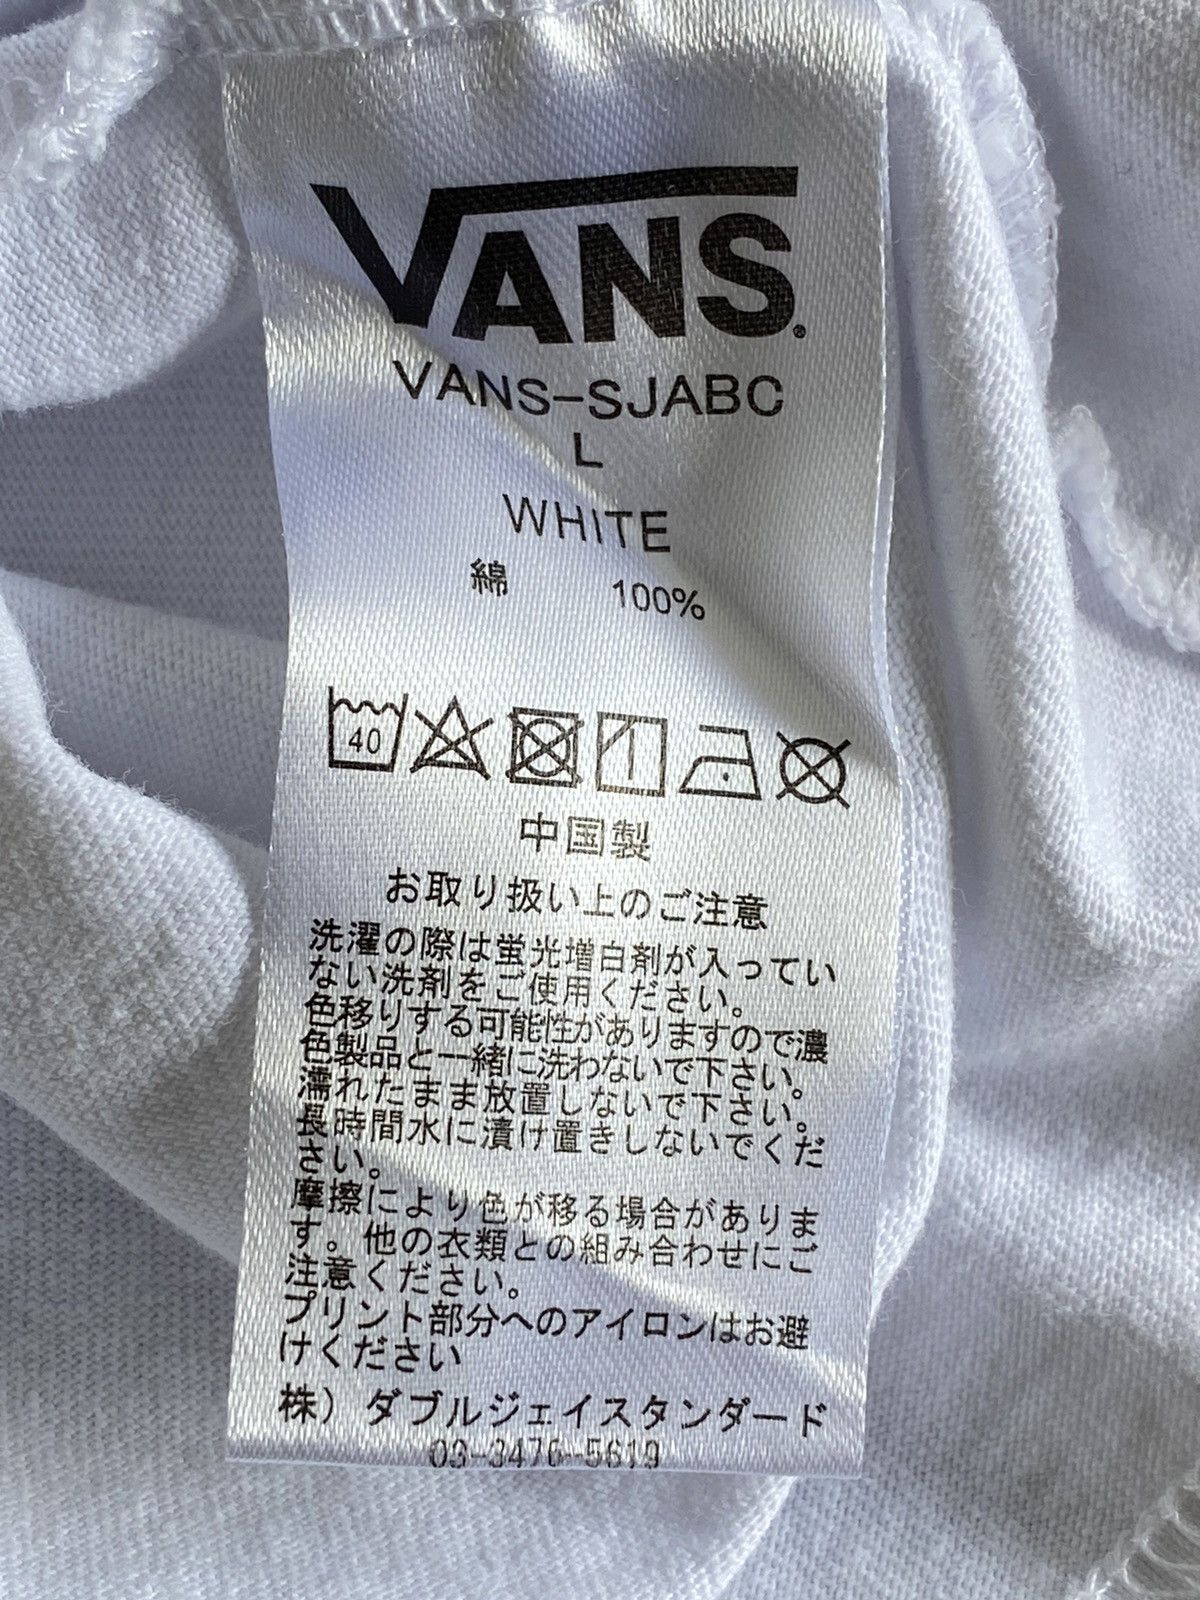 VANS®
VANS-SJABC
L
WHITE
綿 100%
40
中国製
お取り扱い上のご注意
洗濯の際は蛍光増白剤が入ってい
ない洗剤をご使用ください。
色移りする可能性がありますので濃
色製品と一緒に洗わないで下さい。
濡れたまま放置しないで下さい。
長時間水に漬け置きしないでくだ
さい。
摩擦により色が移る場合がありま
す。他の衣類との組み合わせにご
注意ください。
プリント部分へのアイロンはお避
けください
株）ダブルジェイスタンダード
03-3476-5619